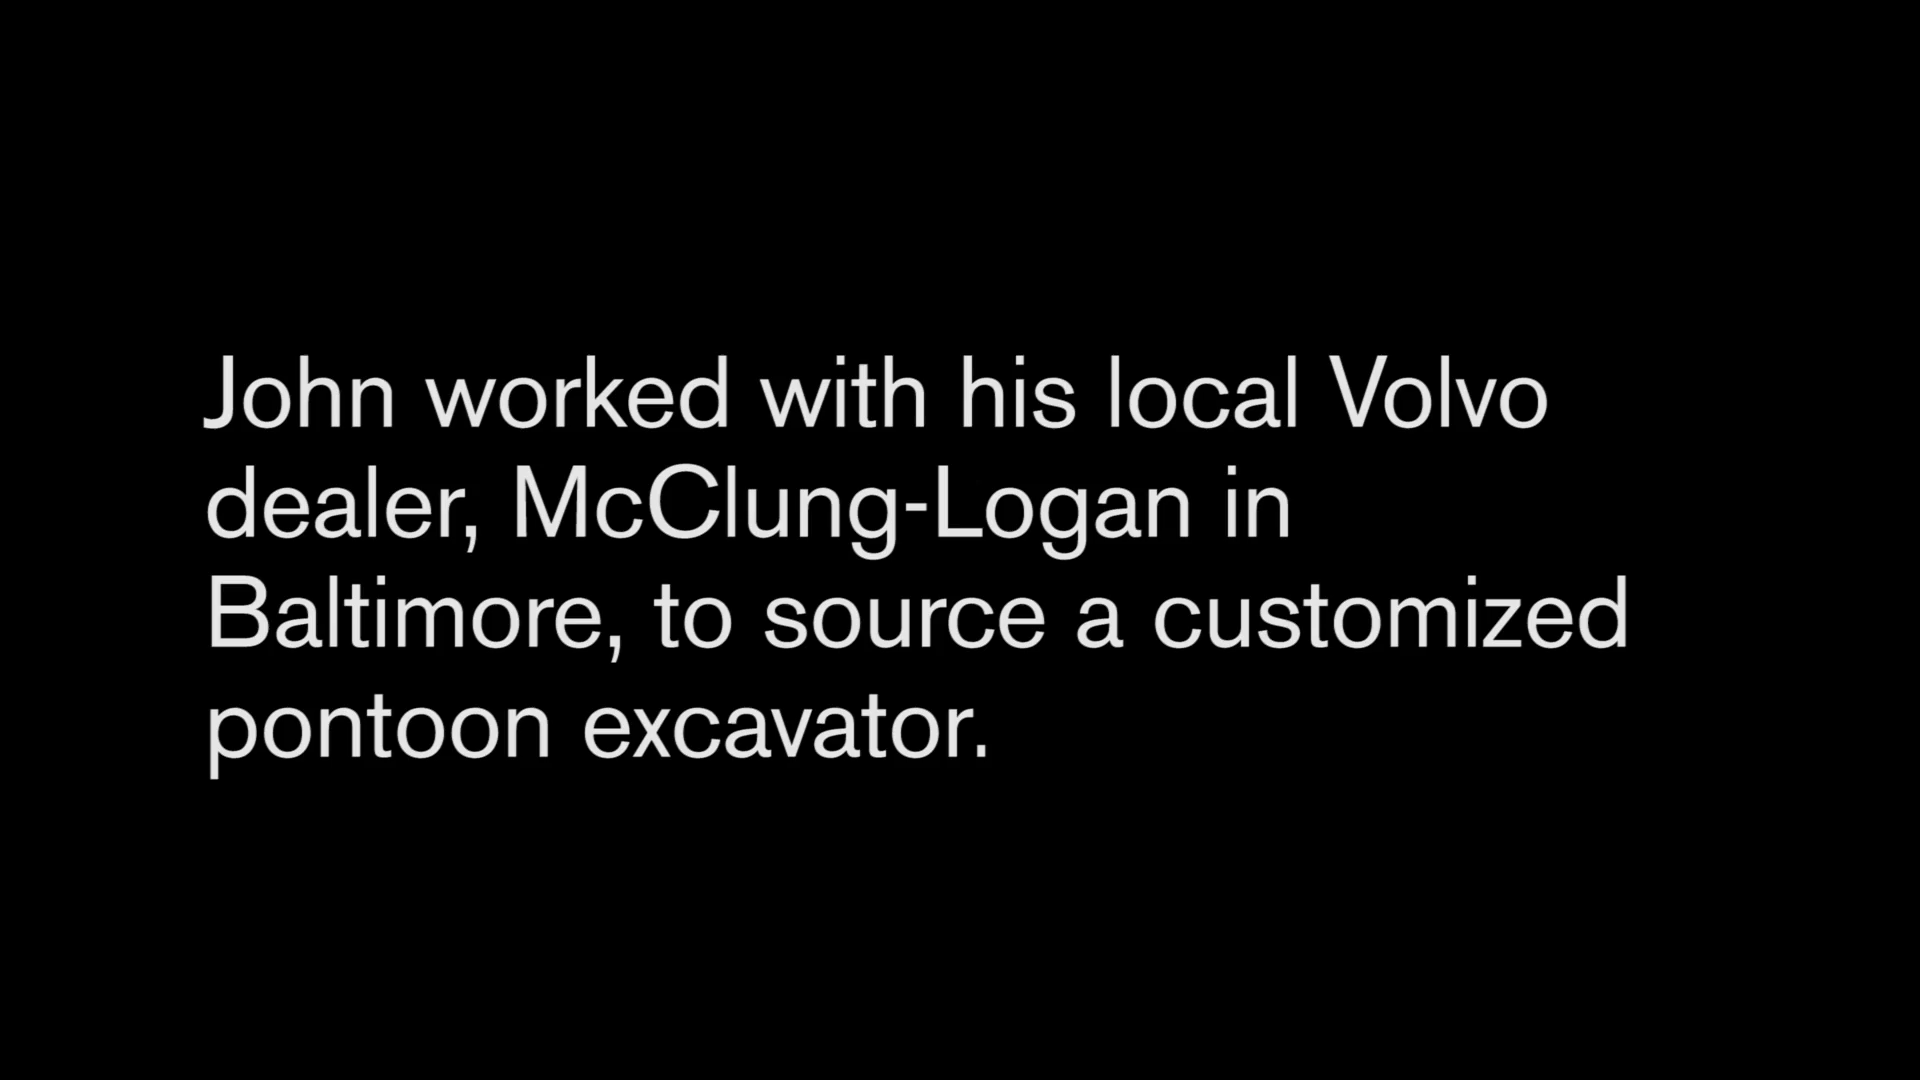 John worked with his local Volvo
dealer, McClung-Logan in
Baltimore, to source a customized
pontoon excavator.